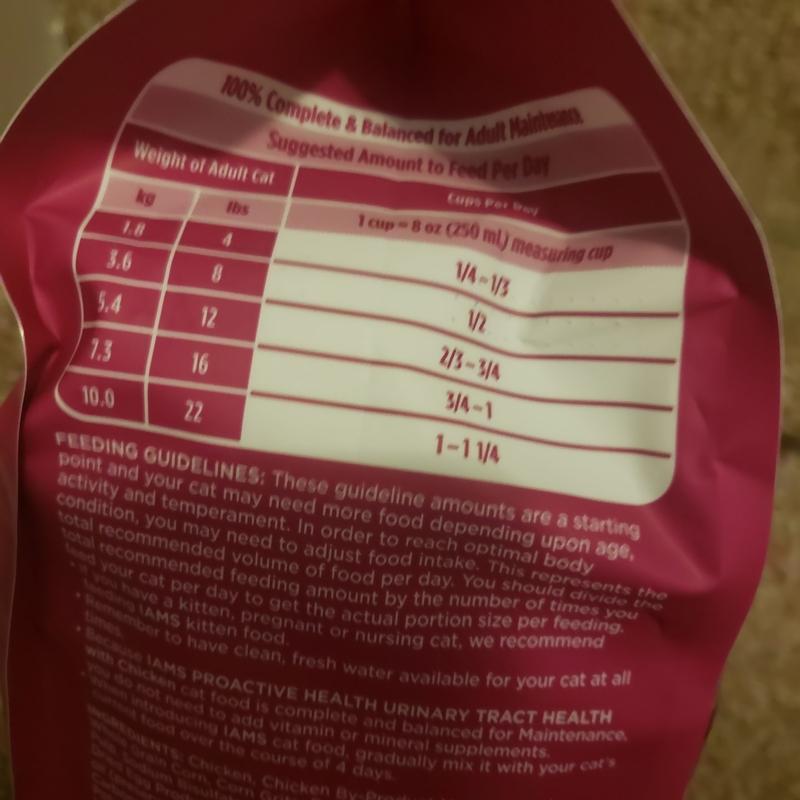 100% Complete & Balanced for Adult Maintenance
Suggested Amount to Feed Per Day
Weight of Adult Cat
Cups Per Day
kg lbs
1 cup = 8 oz (250 mL) measuring cup
1.8 4 1/4-1/3
3.6 8 1/2
5.4 12 2/3-3/4
7.3 16 3/4-1
10.0 22 1-1 1/4
FEEDING GUIDELINES: These guideline amounts are a starting
point and your cat may need more food depending upon age,
activity and temperament. In order to reach optimal body
condition, you may need to adjust food intake. This represents the
total recommended volume of food per day. You should divide the
total recommended feeding amount by the number of times you
feed your cat per day to get the actual portion size per feeding.
• If you have a kitten, pregnant or nursing cat, we recommend
feeding IAMS kitten food.
• Remember to have clean, fresh water available for your cat at all
times.
• Because IAMS PROACTIVE HEALTH URINARY TRACT HEALTH
with Chicken cat food is complete and balanced for Maintenance,
you do not need to add vitamin or mineral supplements.
• When introducing IAMS cat food, gradually mix it with your cat's
current food over the course of 4 days.
INGREDIENTS: Chicken, Chicken By-Product
Grain Corn, Corn
Egg Prod
Sodium Bisulfat